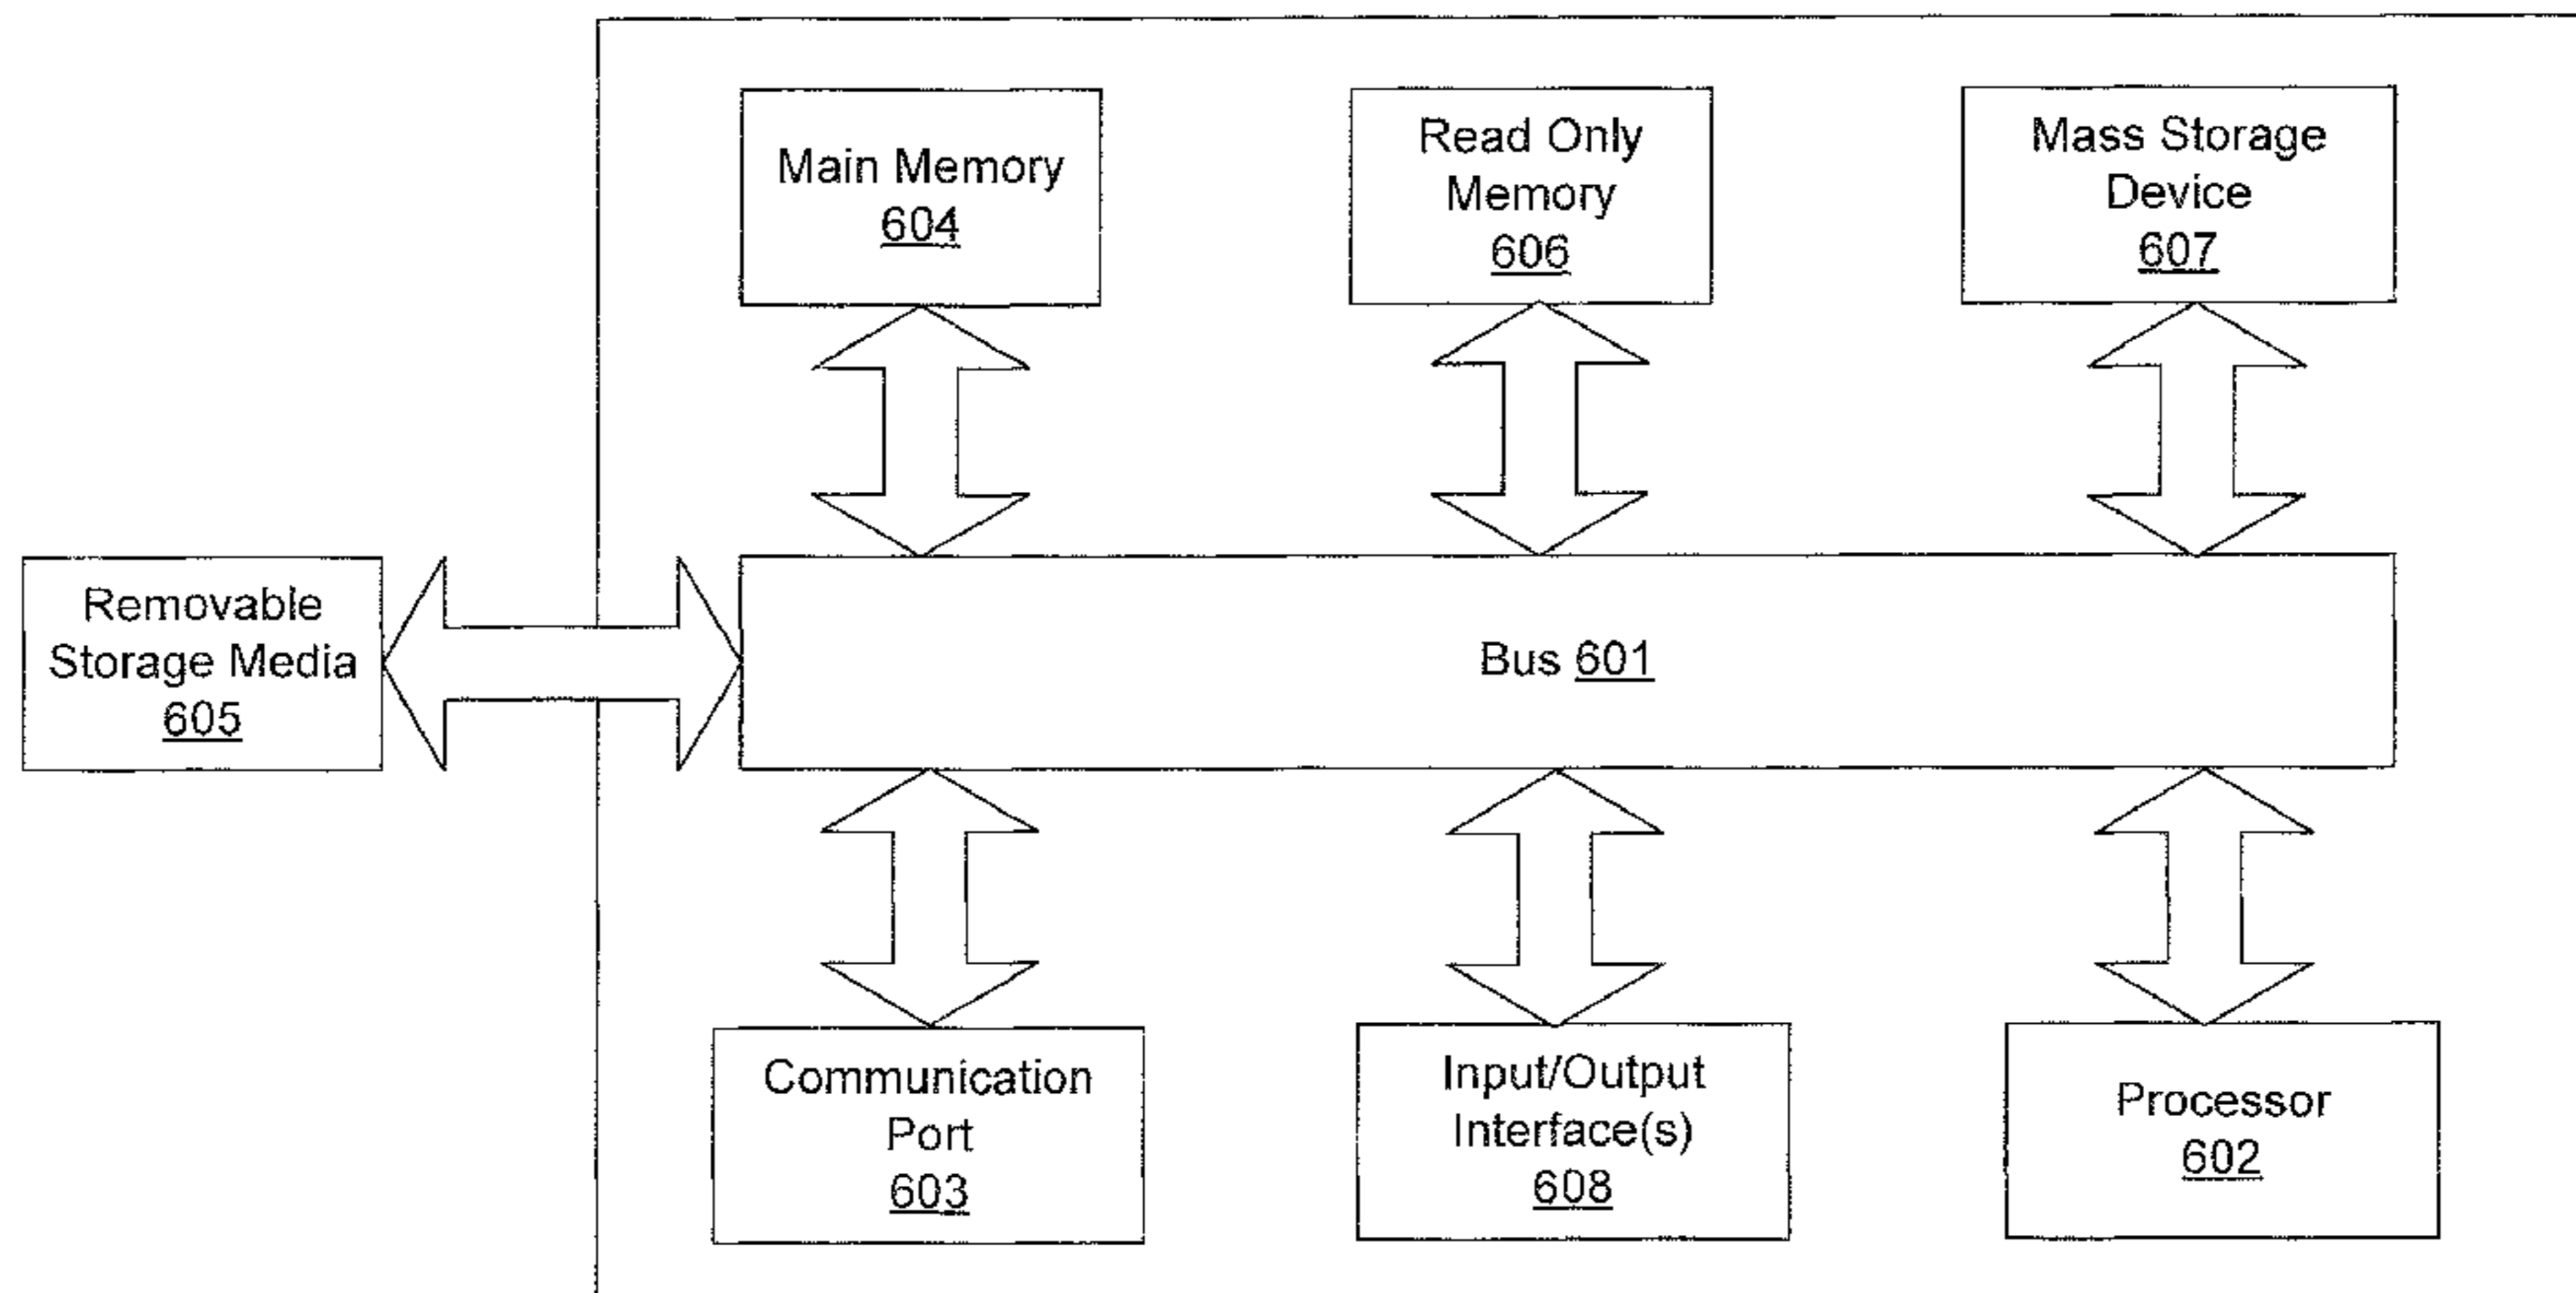 Main Memory
604
Read Only
Memory
606
Mass Storage
Device
607
Removable
Storage Media
605
Bus 601
Communication
Port
603
Input/Output
Interface(s)
608
Processor
602